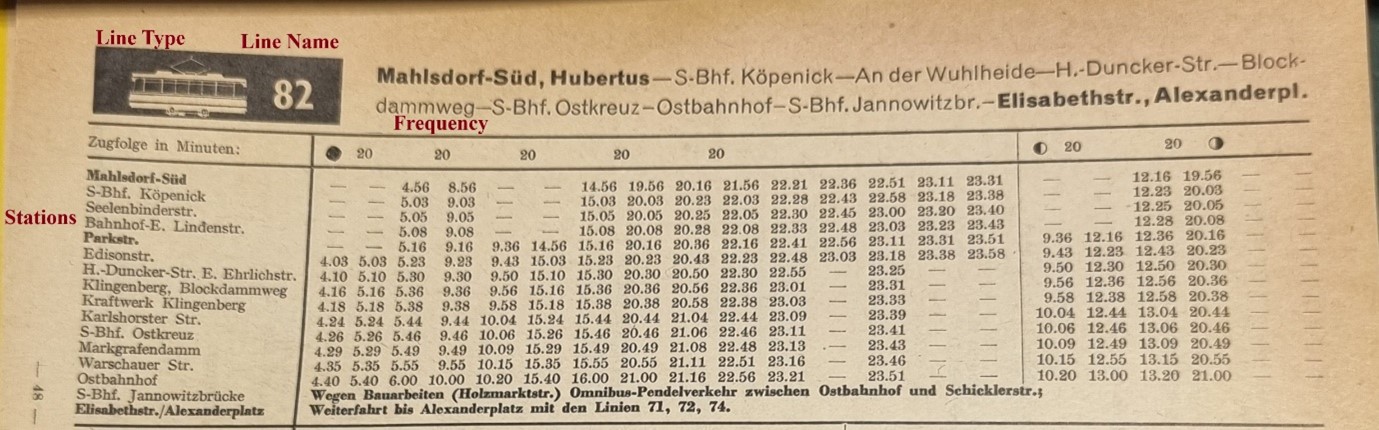 Line Type Line Name
82
Mahlsdorf-Süd, Hubertus—S-Bhf. Köpenick—An der Wuhlheide—H.-Duncker-Str.—Block-
dammweg—S-Bhf. Ostkreuz—Ostbahnhof—S-Bhf. Jannowitzbr.—Elisabethstr., Alexanderpl.
Frequency
Zugfolge in Minuten: 20 20 20 20 20 20 20
Stations
Mahlsdorf-Süd — — 4.56 8.56 — — 14.56 19.56 20.16 21.56 22.21 22.36 22.51 23.11 23.31 — — 12.16 19.56 — —
S-Bhf. Köpenick 5.03 9.03 15.03 20.03 20.23 22.03 22.28 22.43 22.58 23.18 23.38 12.23 20.03
Seelenbinderstr. 5.05 9.05 15.05 20.05 20.25 22.05 22.30 22.45 23.00 23.20 23.40 12.25 20.05
Bahnhof-E. Lindenstr. 5.08 9.08 15.08 20.08 20.28 22.08 22.33 22.48 23.03 23.23 23.43 — — 12.28 20.08
Parkstr. — — 5.16 9.16 9.36 14.56 15.16 20.16 20.36 22.16 22.41 22.56 23.11 23.31 23.51 9.36 12.16 12.36 20.16
Edisonstr. 4.03 5.03 5.23 9.23 9.43 15.03 15.23 20.23 20.43 22.23 22.48 23.03 23.18 23.38 23.58 9.43 12.23 12.43 20.23
H.-Duncker-Str. E. Ehrlichstr. 4.10 5.10 5.30 9.30 9.50 15.10 15.30 20.30 20.50 22.30 22.55 — 23.25 — — 9.50 12.30 12.50 20.30
Klingenberg, Blockdammweg 4.16 5.16 5.36 9.36 9.56 15.16 15.36 20.36 20.56 22.36 23.01 — 23.31 — — 9.56 12.36 12.56 20.36
Kraftwerk Klingenberg 4.18 5.18 5.38 9.38 9.58 15.18 15.38 20.38 20.58 22.38 23.03 — 23.33 — — 9.58 12.38 12.58 20.38
Karlshorster Str. 4.24 5.24 5.44 9.44 10.04 15.24 15.44 20.44 21.04 22.44 23.09 — 23.39 — — 10.04 12.44 13.04 20.44
S-Bhf. Ostkreuz 4.26 5.26 5.46 9.46 10.06 15.26 15.46 20.46 21.06 22.46 23.11 — 23.41 — — 10.06 12.46 13.06 20.46
Markgrafendamm 4.29 5.29 5.49 9.49 10.09 15.29 15.49 20.49 21.08 22.48 23.13 — 23.43 — — 10.09 12.49 13.09 20.49
Warschauer Str. 4.35 5.35 5.55 9.55 10.15 15.35 15.55 20.55 21.11 22.51 23.16 — 23.46 — — 10.15 12.55 13.15 20.55
Ostbahnhof 4.40 5.40 6.00 10.00 10.20 15.40 16.00 21.00 21.16 22.56 23.21 — 23.51 — — 10.20 13.00 13.20 21.00
S-Bhf. Jannowitzbrücke Wegen Bauarbeiten (Holzmarktstr.) Omnibus-Pendelverkehr zwischen Ostbahnhof und Schicklerstr.;
Elisabethstr./Alexanderplatz Weiterfahrt bis Alexanderplatz mit den Linien 71, 72, 74.
— 48 —